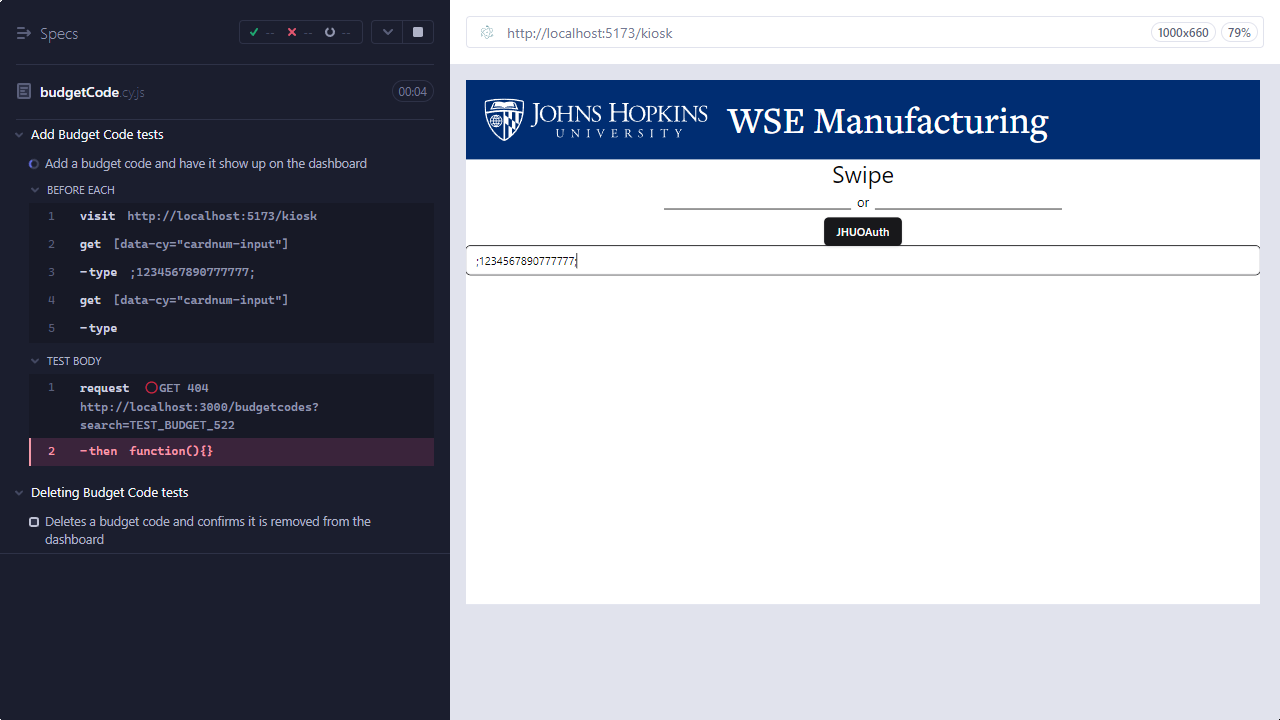 Specs
-- -- --
budgetCode.cy.js 00:04
Add Budget Code tests
Add a budget code and have it show up on the dashboard
BEFORE EACH
1 visit http://localhost:5173/kiosk
2 get [data-cy="cardnum-input"]
3 -type ;1234567890777777;
4 get [data-cy="cardnum-input"]
5 -type
TEST BODY
1 request GET 404
http://localhost:3000/budgetcodes?
search=TEST_BUDGET_522
2 -then function(){}
Deleting Budget Code tests
Deletes a budget code and confirms it is removed from the
dashboard
http://localhost:5173/kiosk 1000x660 79%
JOHNS HOPKINS
UNIVERSITY
WSE Manufacturing
Swipe
or
JHUOAuth
;1234567890777777;